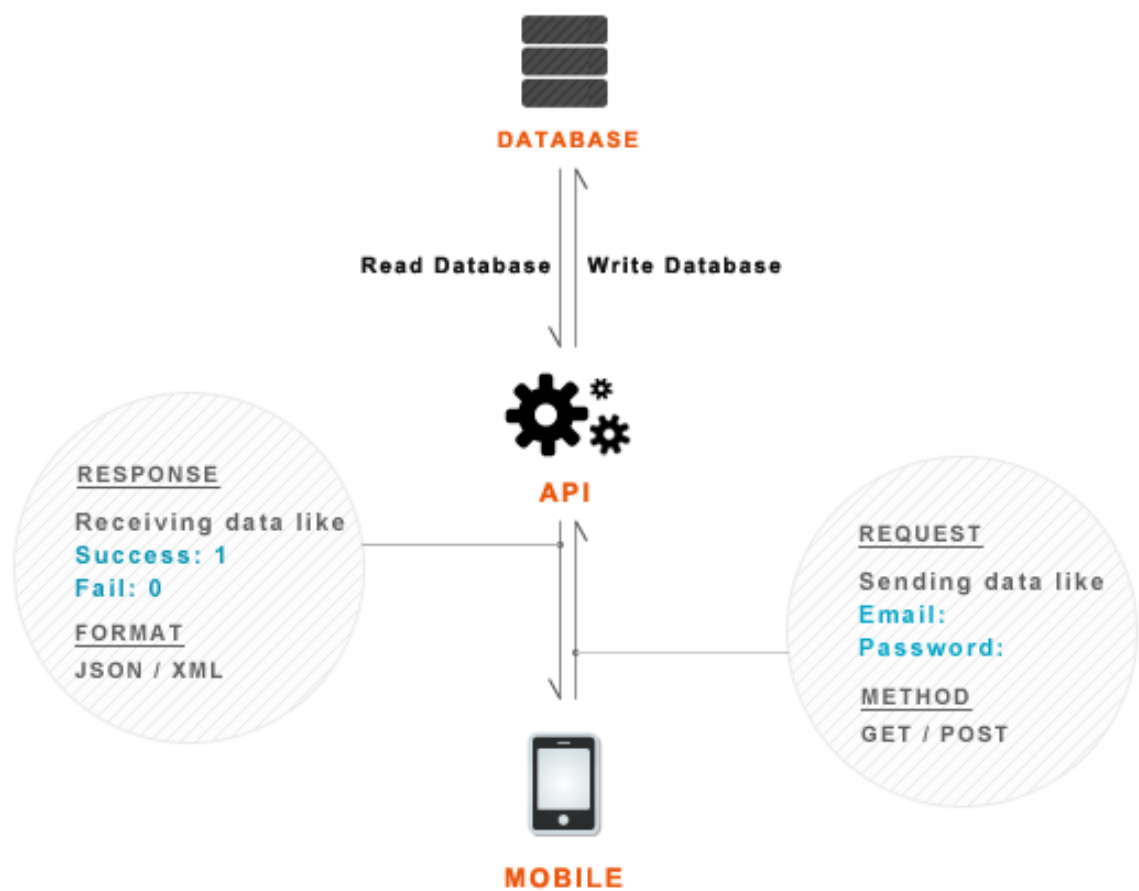 DATABASE
Read Database
Write Database
API
RESPONSE
Receiving data like
Success: 1
Fail: 0
FORMAT
JSON / XML
REQUEST
Sending data like
Email:
Password:
METHOD
GET / POST
MOBILE